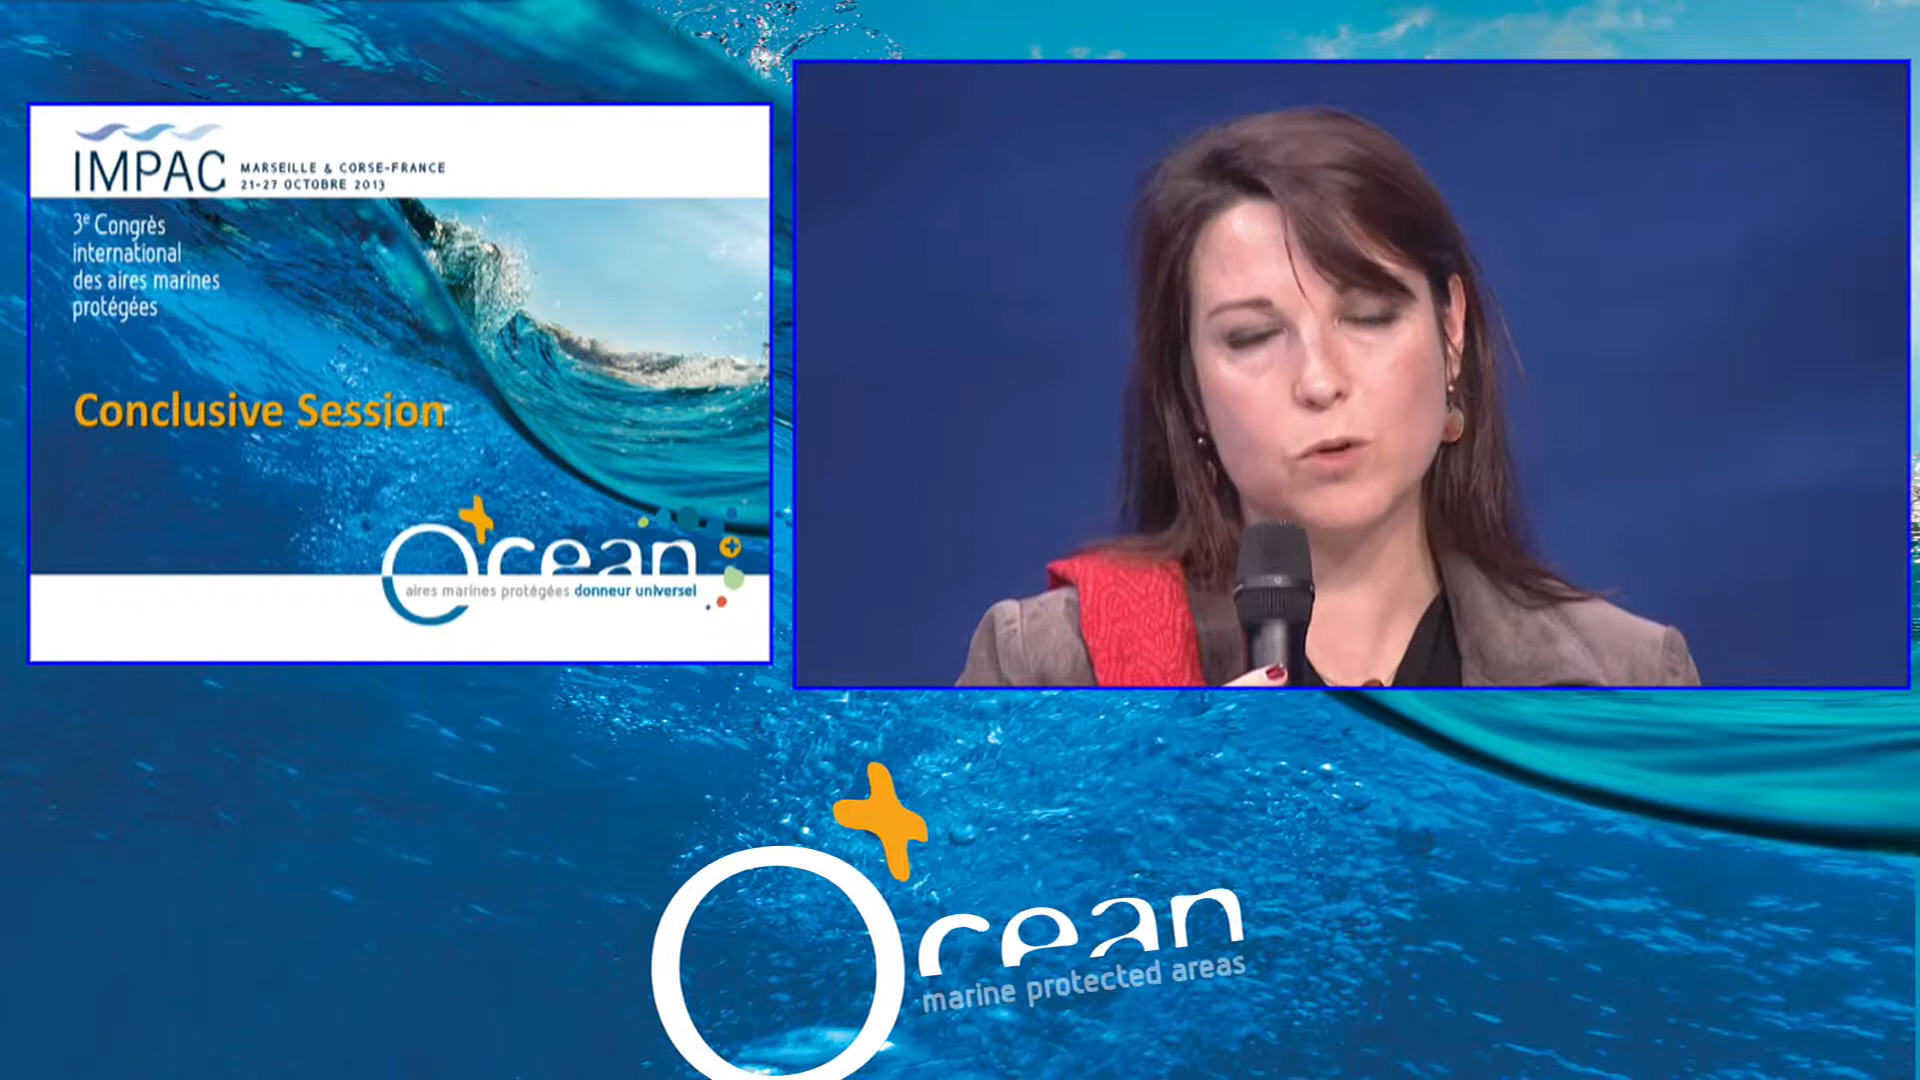 IMPAC
MARSEILLE & CORSE-FRANCE
21-27 OCTOBRE 2013
3e Congrès
international
des aires marines
protégées
Conclusive Session
Ocean
aires marines protégées donneur universel
Ocean
marine protected areas